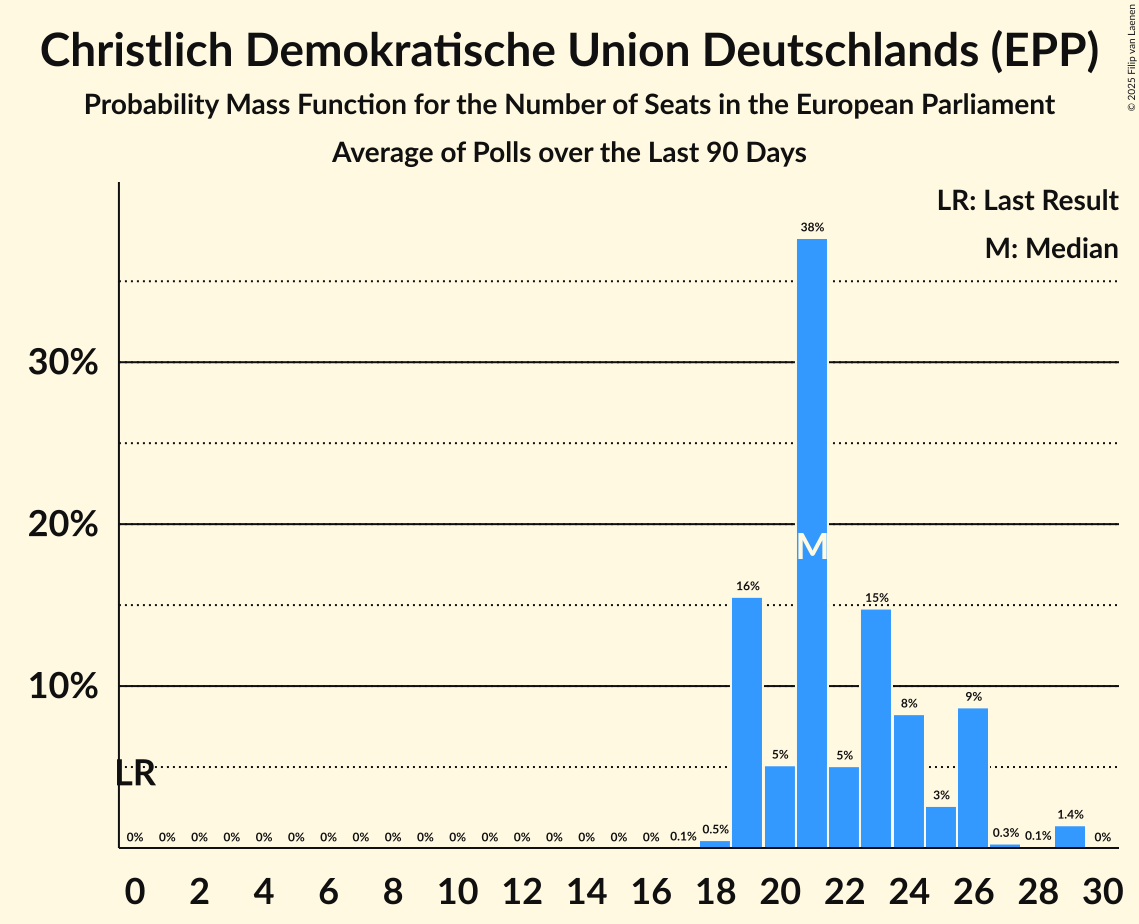 Christlich Demokratische Union Deutschlands (EPP)
Probability Mass Function for the Number of Seats in the European Parliament
Average of Polls over the Last 90 Days
© 2025 Filip van Laenen
LR: Last Result
M: Median
38%
30%
20%
M
16%
15%
10%
9%
8%
5%
5%
LR
3%
1.4%
0% 0% 0% 0% 0% 0% 0% 0% 0% 0% 0% 0% 0% 0% 0% 0% 0% 0.1% 0.5% 0.3% 0.1% 0%
0 2 4 6 8 10 12 14 16 18 20 22 24 26 28 30